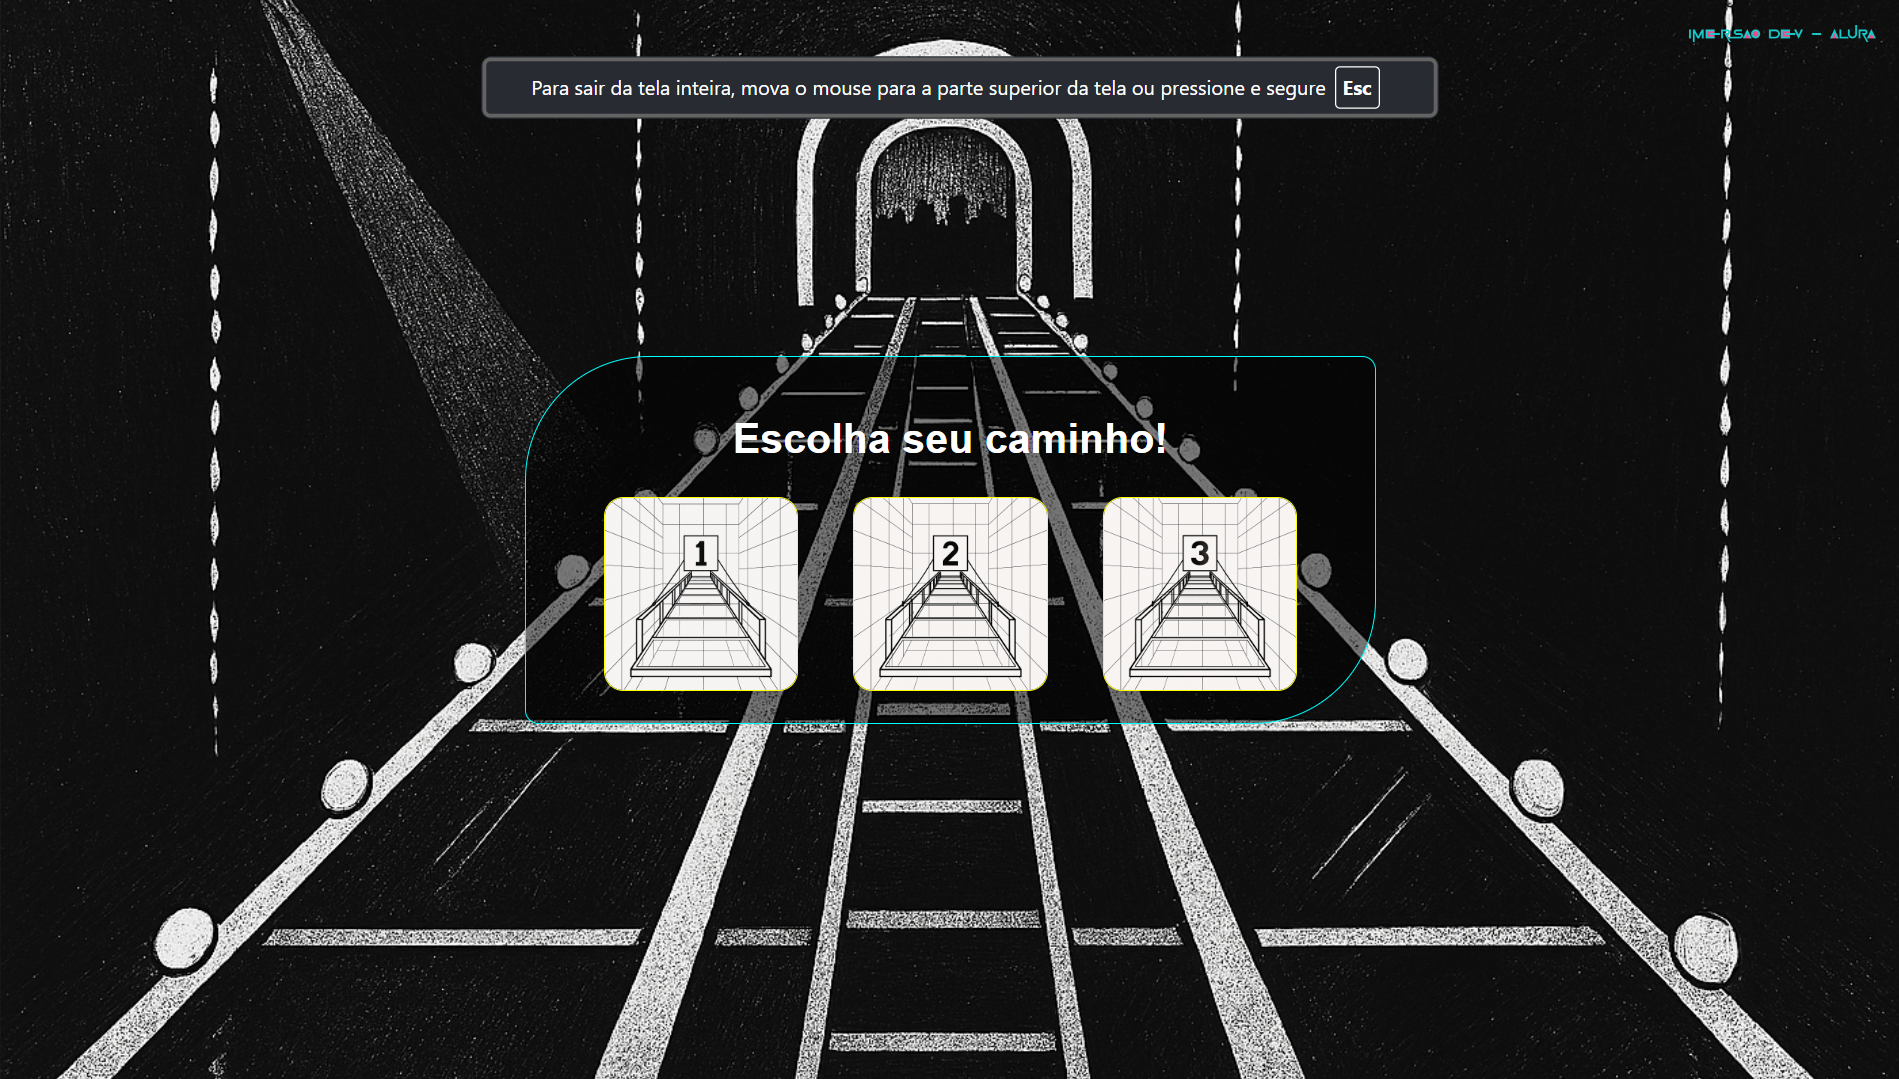 IMERSAO DEV - ALURA
Para sair da tela inteira, mova o mouse para a parte superior da tela ou pressione e segure Esc
Escolha seu caminho!
1 2 3